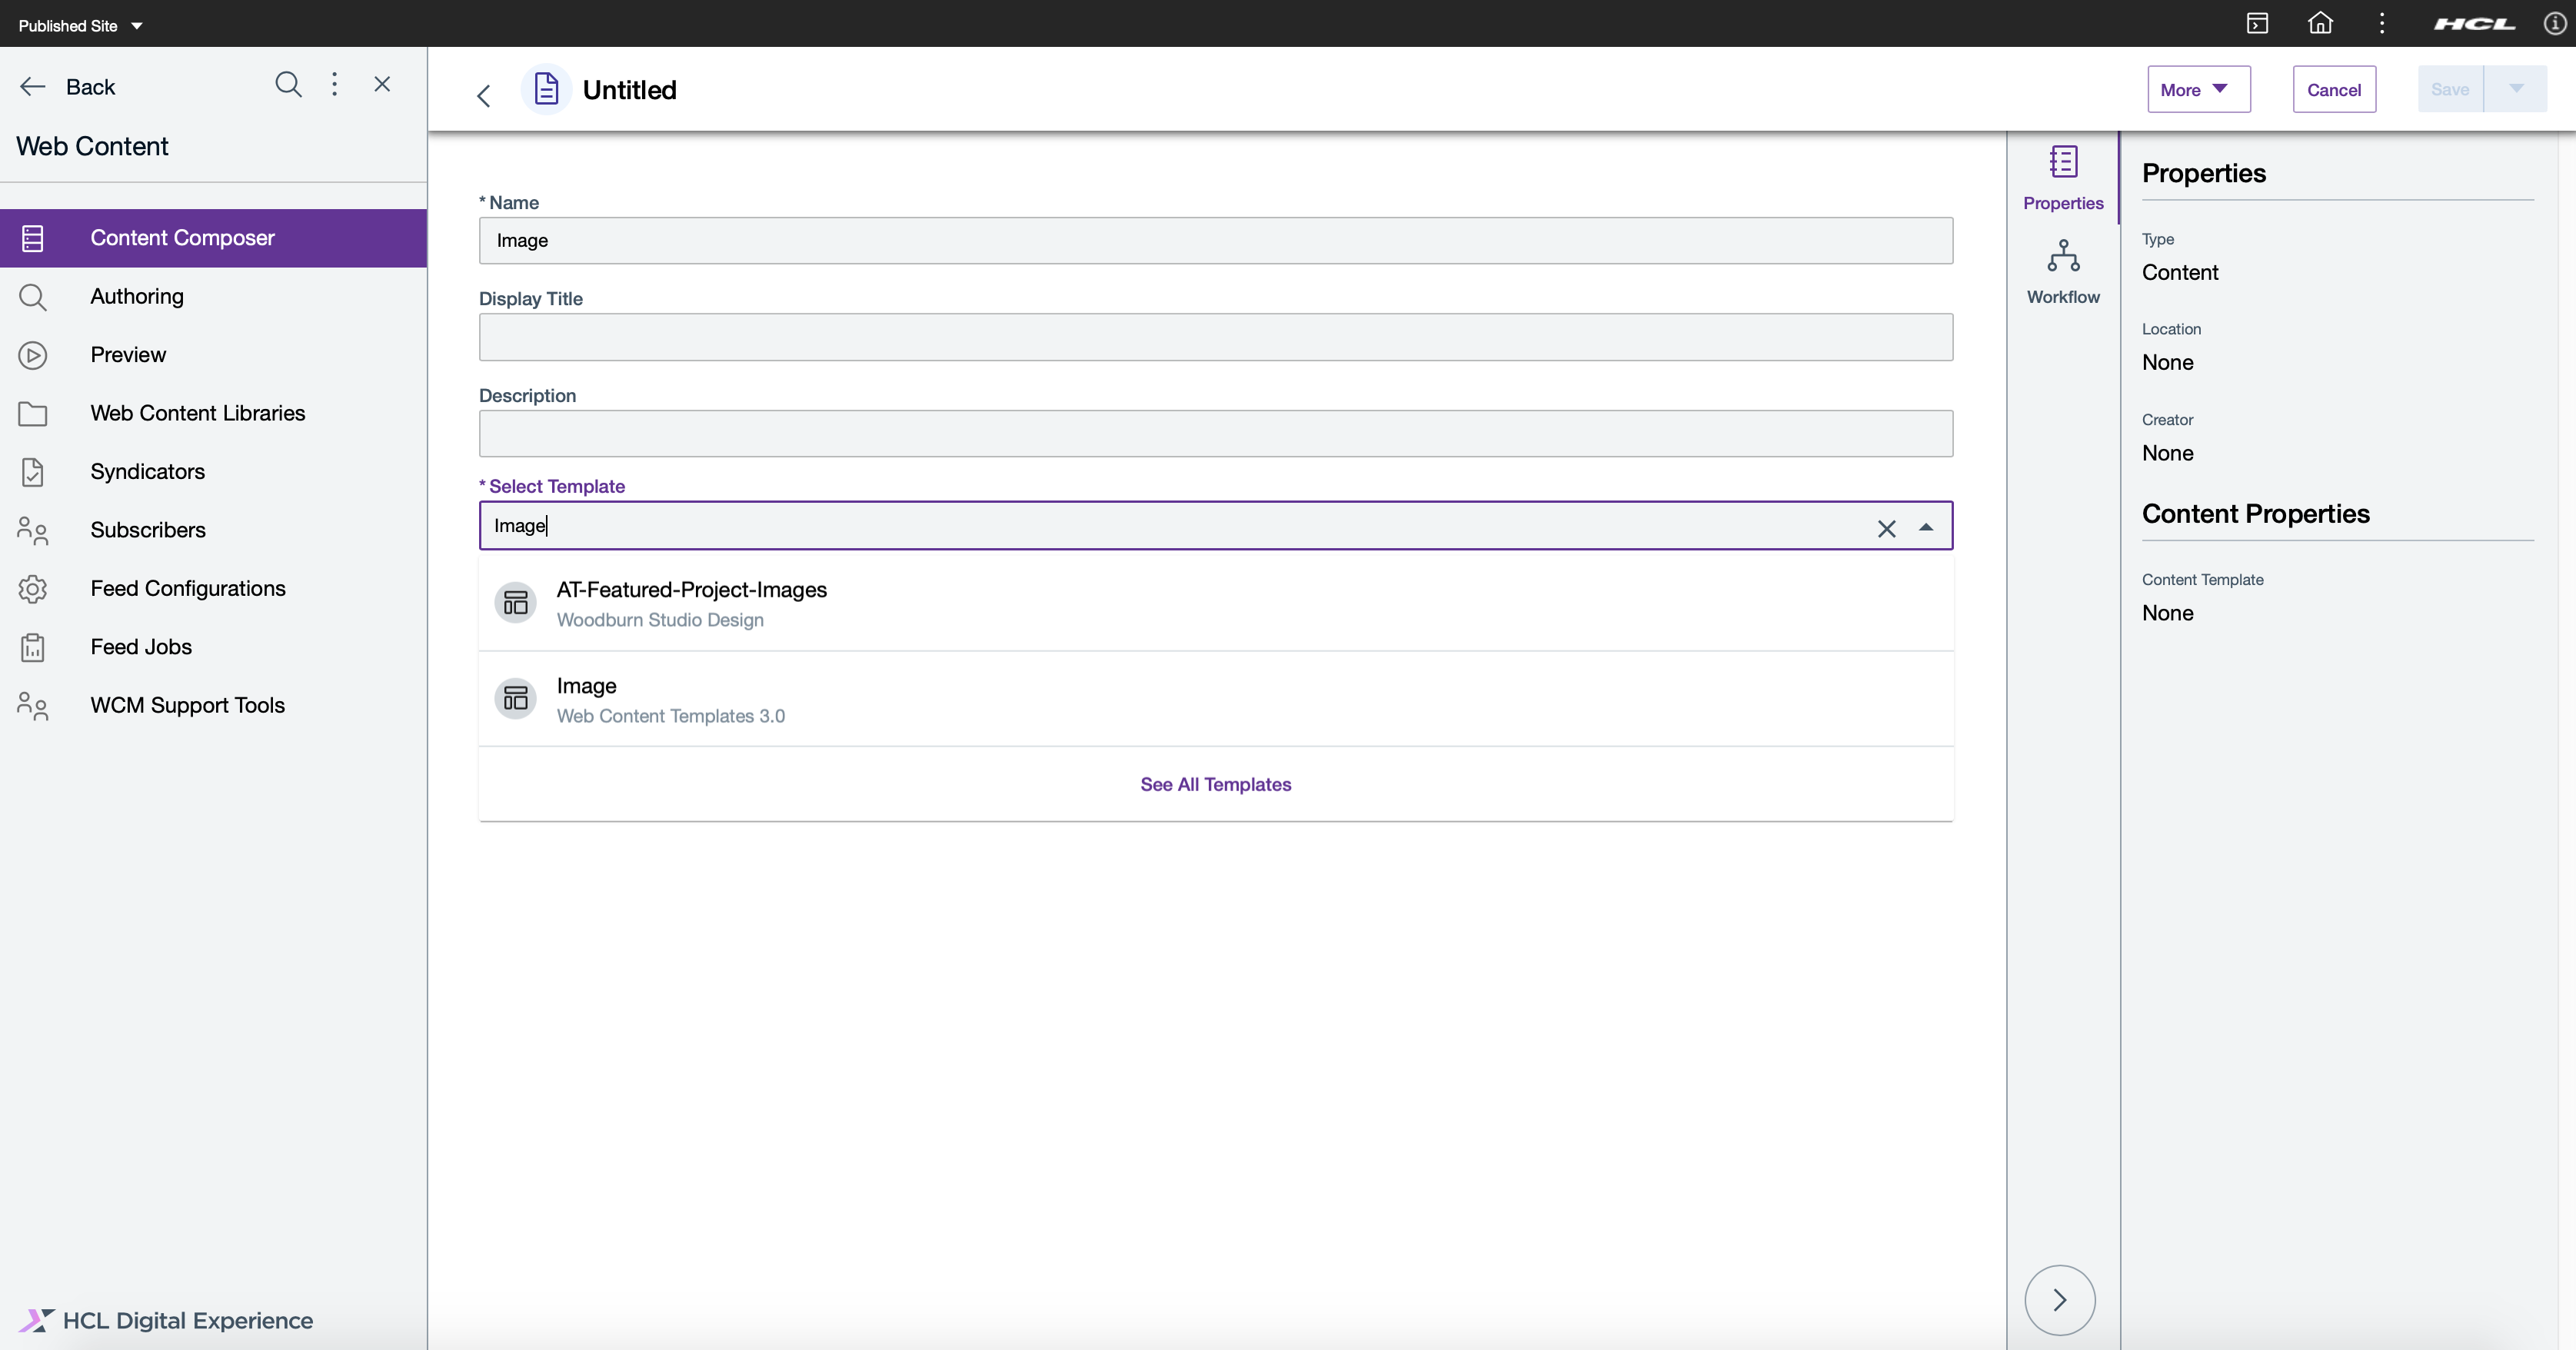 Published Site
HCL
Back
Web Content
Content Composer
Authoring
Preview
Web Content Libraries
Syndicators
Subscribers
Feed Configurations
Feed Jobs
WCM Support Tools
HCL Digital Experience
Untitled
More
Cancel
Save
* Name
Image
Display Title
Description
* Select Template
Image
AT-Featured-Project-Images
Woodburn Studio Design
Image
Web Content Templates 3.0
See All Templates
Properties
Workflow
Properties
Type
Content
Location
None
Creator
None
Content Properties
Content Template
None